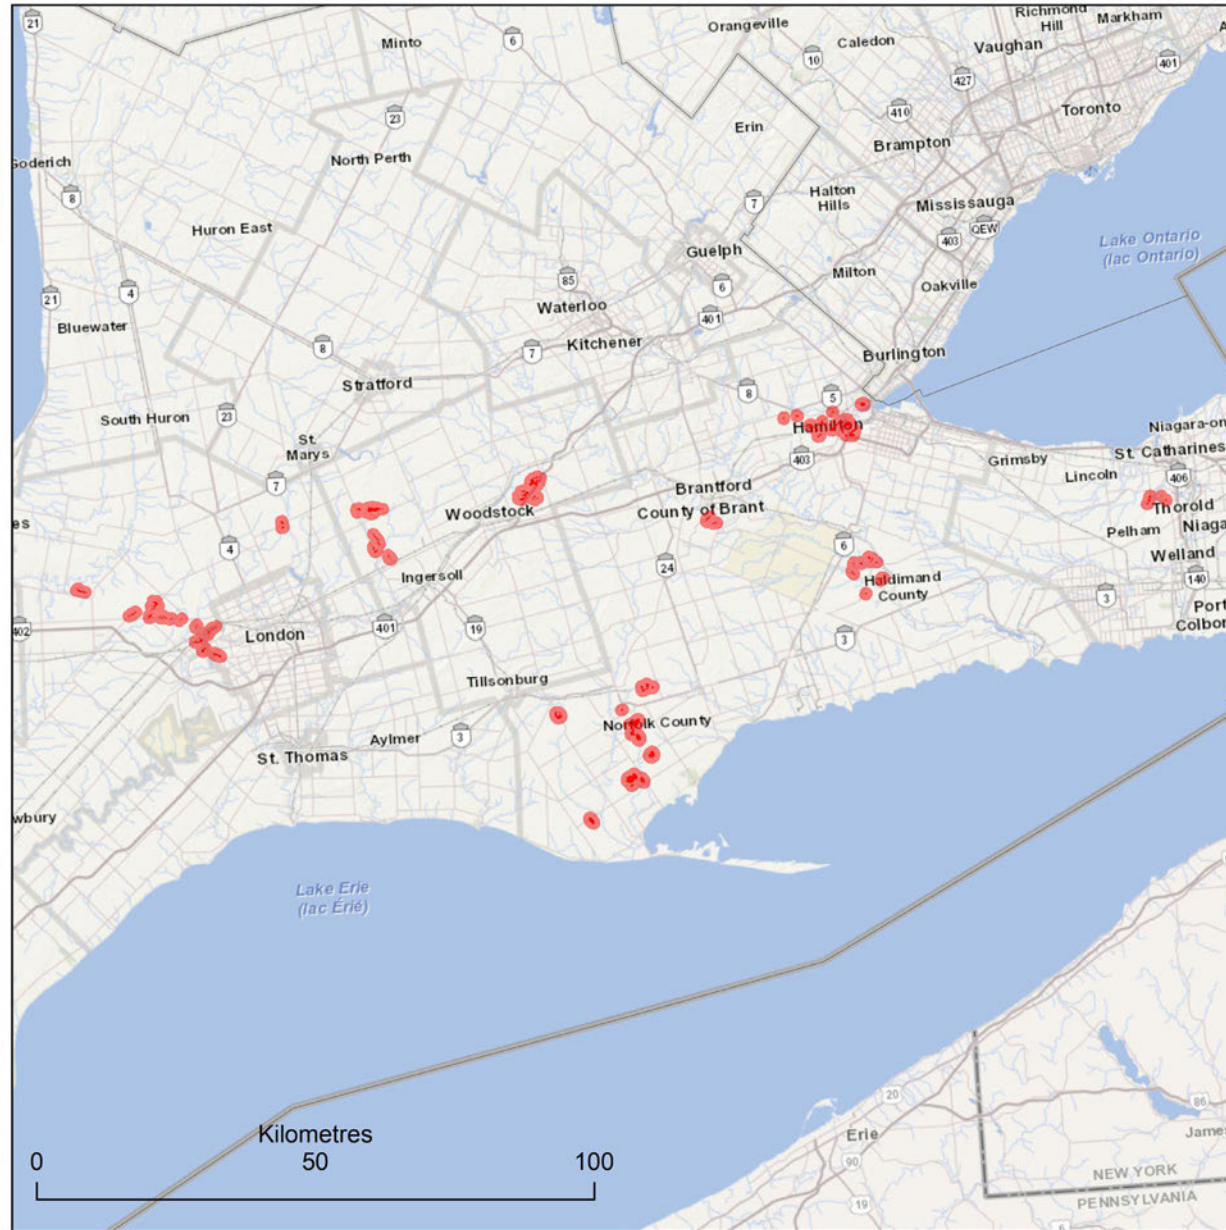 21
Minto
6
Orangeville
Richmond
Hill
Markham
Caledon
Vaughan
10
401
427
23
410
Toronto
Erin
Brampton
Goderich
North Perth
8
Halton
Hills
7
Mississauga
Huron East
QEW
403
Guelph
Lake Ontario
(lac Ontario)
Milton
85
6
Oakville
21
4
Waterloo
401
Bluewater
Kitchener
8
7
Burlington
Stratford
8
5
South Huron
23
Hamilton
Niagara-on
St.
Marys
St. Catharines
403
Grimsby
Lincoln
406
7
Brantford
Woodstock
County of Brant
Thorold
es
Pelham
Niaga
4
6
Welland
24
Ingersoll
Haldimand
County
140
3
Port
Colbor
402
London
401
19
3
Tillsonburg
Norfolk County
Aylmer
3
St. Thomas
wbury
Lake Erie
(lac Érié)
20
86
Kilometres
Erie
James
0
50
100
90
NEW YORK
19
PENNSYLVANIA